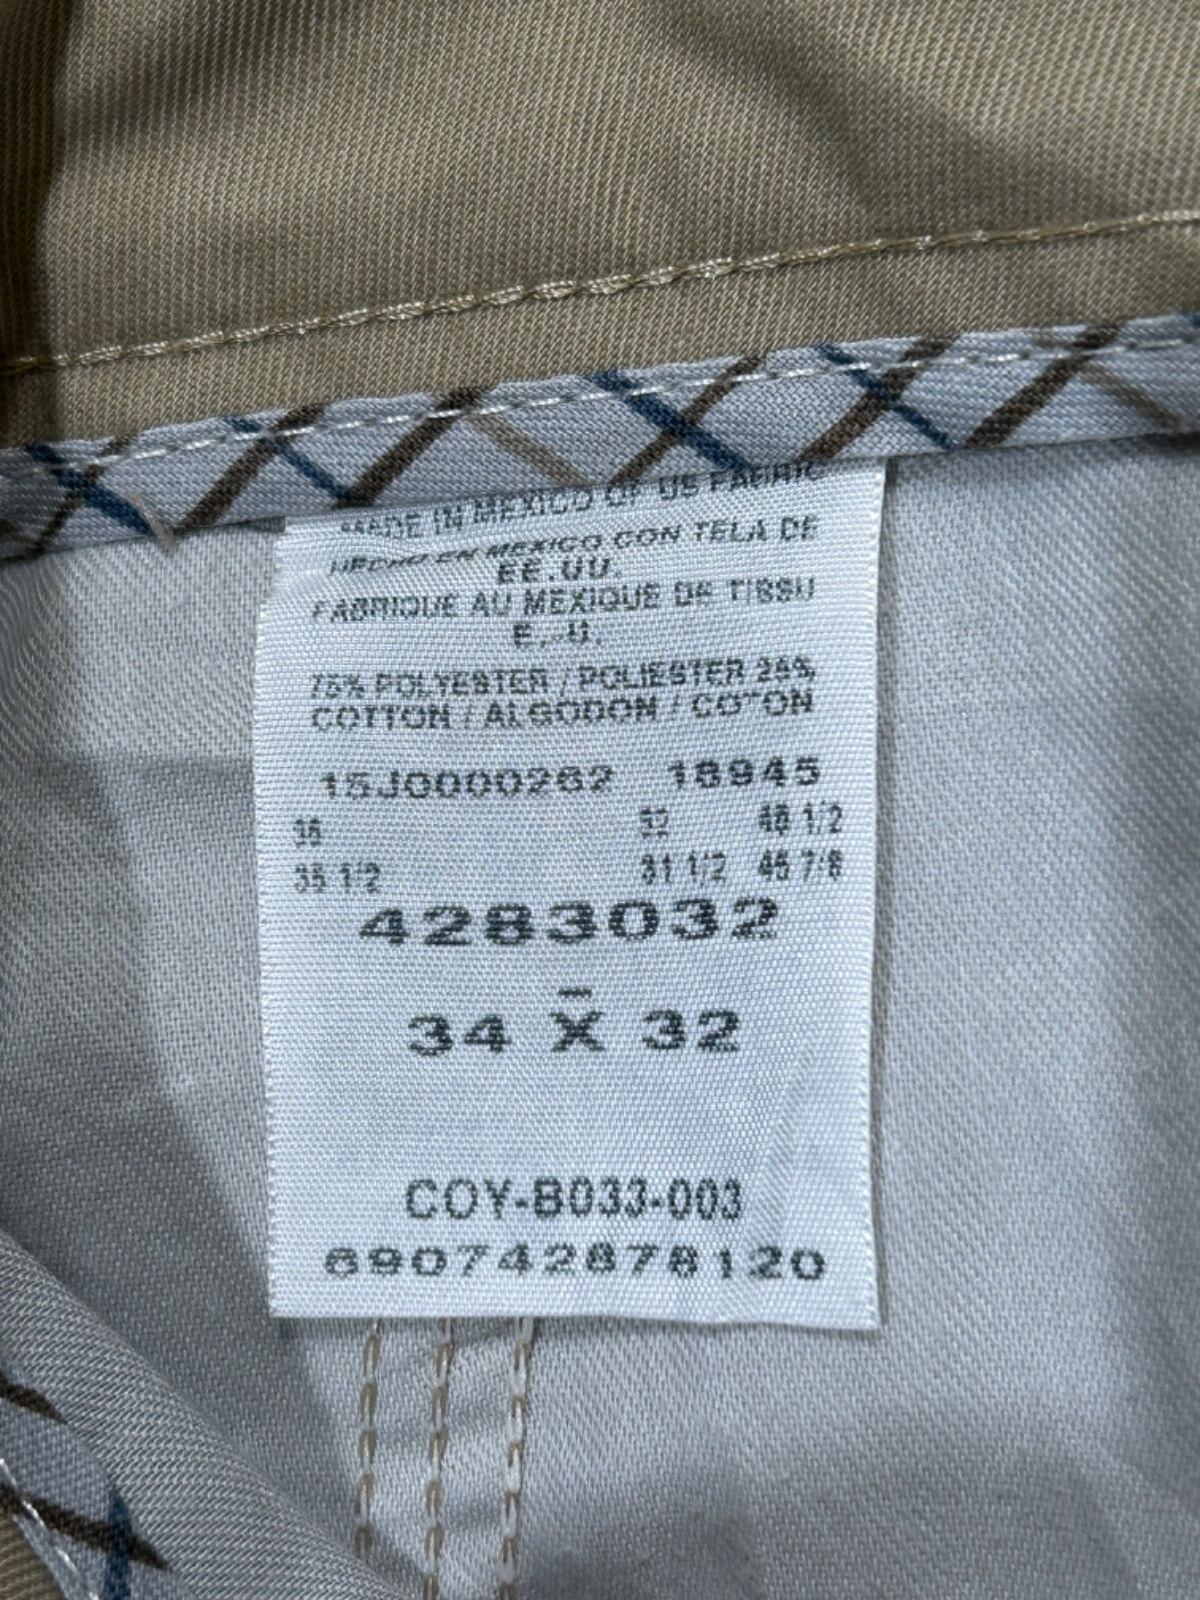 MADE IN MEXICO OF US FABRIC
HECHO EN MEXICO CON TELA DE
EE.UU.
FABRIQUE AU MEXIQUE DE TISSU
E.-U.
75% POLYESTER / POLIESTER 25%
COTTON / ALGODON / COTON
15J0000262 18945
36 32 46 1/2
35 1/2 31 1/2 45 7/8
4283032
-
34 X 32
COY-B033-003
690742878120